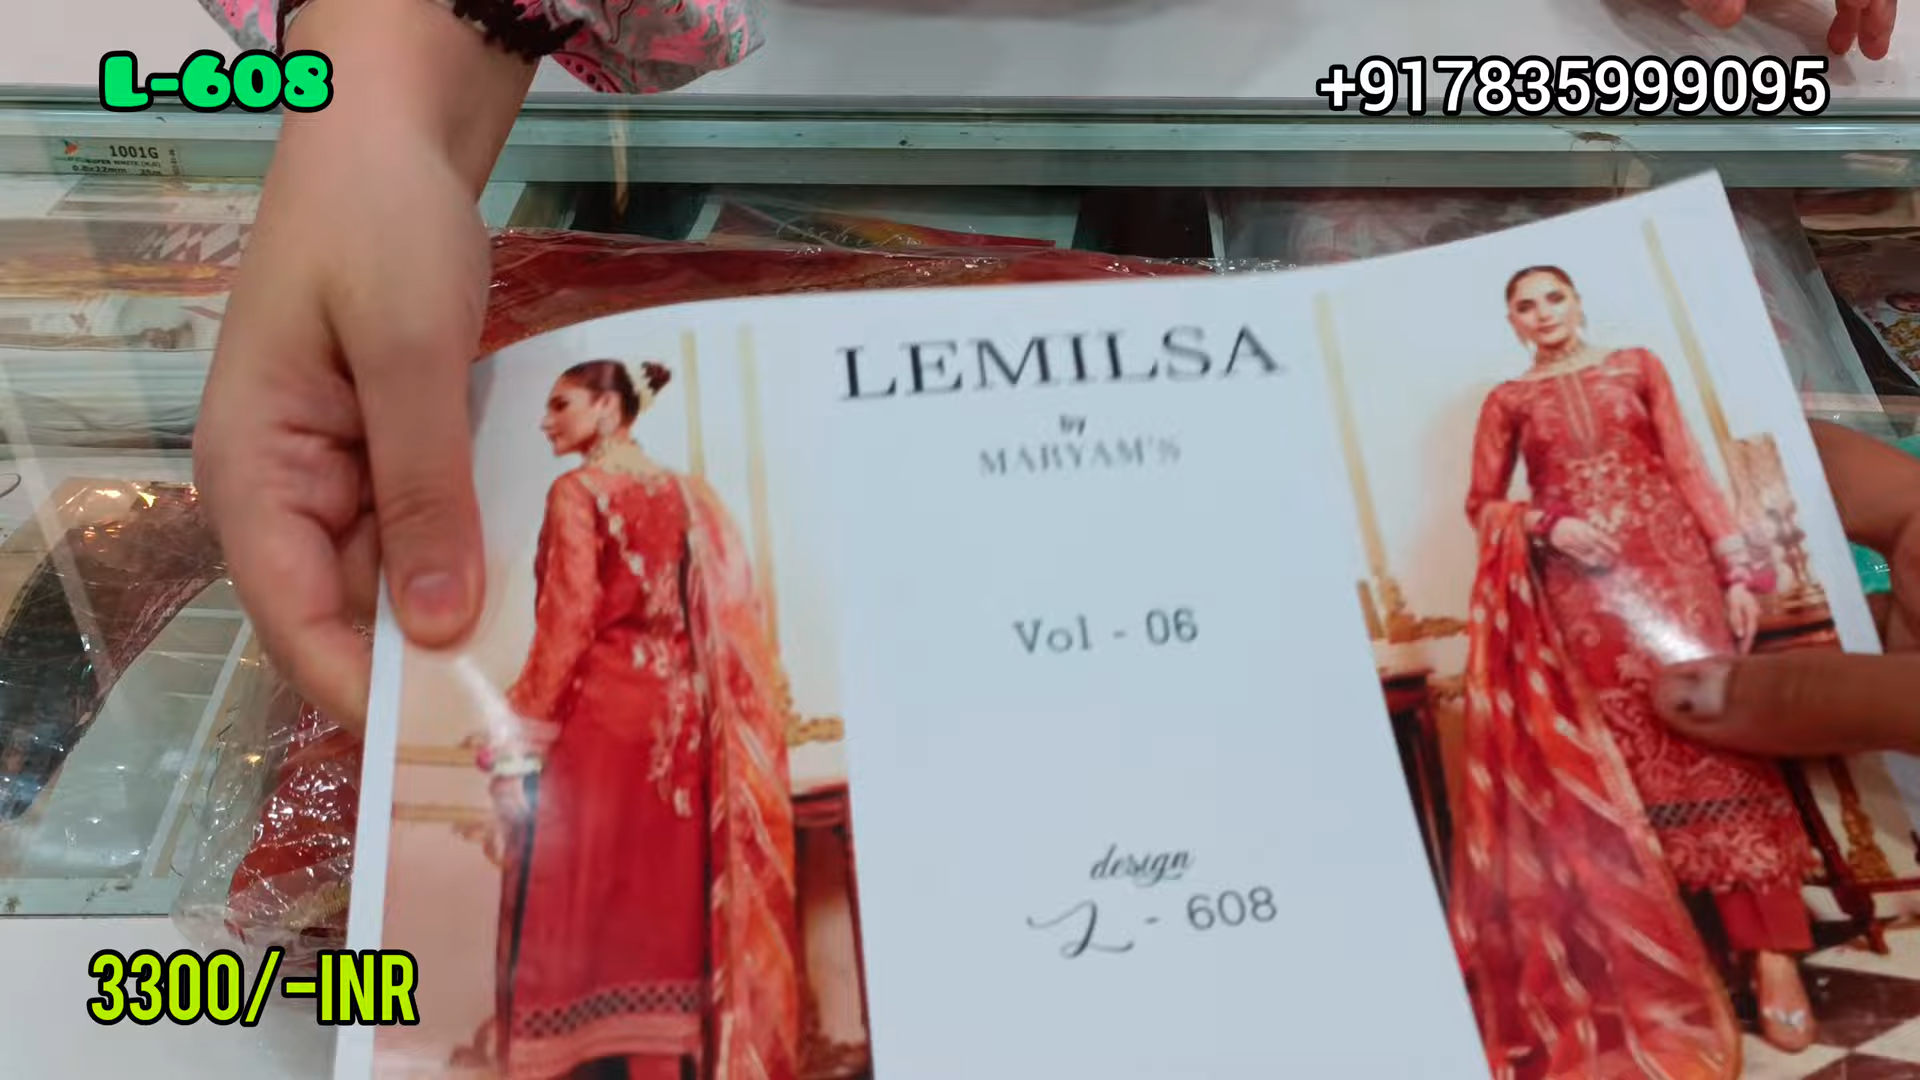 L-608
+917835999095
1001G
LEMILSA
by
MARYAM'S
Vol - 06
design
L - 608
3300/-INR